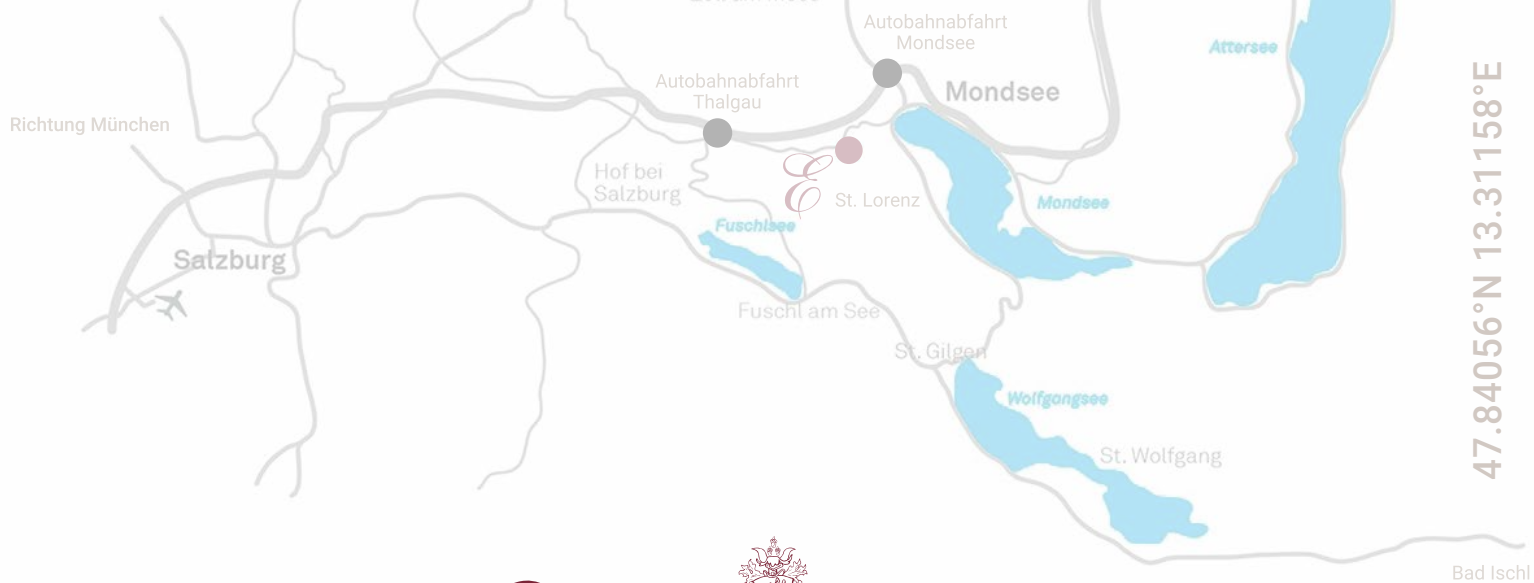 Autobahnabfahrt
Mondsee
Attersee
Autobahnabfahrt
Thalgau
Mondsee
Richtung München
Hof bei
Salzburg
E
St. Lorenz
Mondsee
Fuschlsee
Salzburg
Fuschl am See
St. Gilgen
Wolfgangsee
St. Wolfgang
Bad Ischl
47.84056°N 13.311158°E